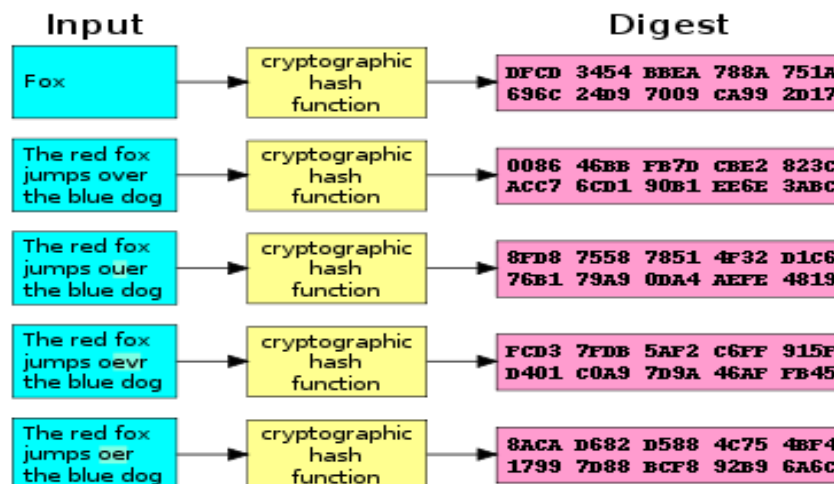 Input
Digest
Fox
cryptographic
hash
function
DFCD 3454 BBEA 788A 751A
696C 24D9 7009 CA99 2D17
The red fox
jumps over
the blue dog
cryptographic
hash
function
0086 46BB FB7D CBE2 823C
ACC7 6CD1 90B1 EE6E 3ABC
The red fox
jumps ouer
the blue dog
cryptographic
hash
function
8FD8 7558 7851 4F32 D1C6
76B1 79A9 0DA4 AEFE 4819
The red fox
jumps oevr
the blue dog
cryptographic
hash
function
FCD3 7FDB 5AF2 C6FF 915F
D401 C0A9 7D9A 46AF FB45
The red fox
jumps oer
the blue dog
cryptographic
hash
function
8ACA D682 D588 4C75 4BF4
1799 7D88 BCF8 92B9 6A6C